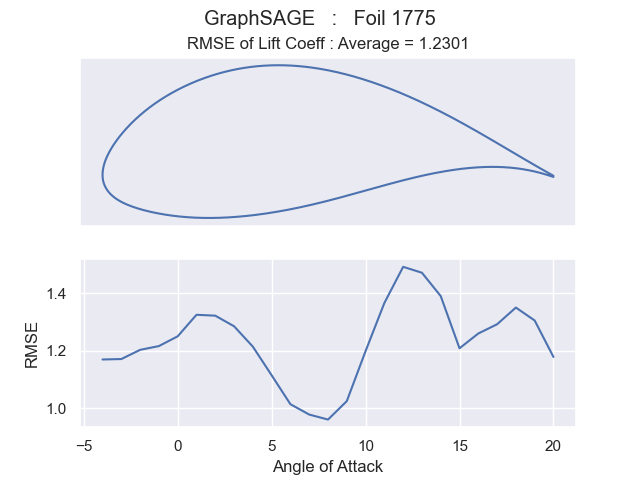 GraphSAGE : Foil 1775
RMSE of Lift Coeff : Average = 1.2301
1.4
1.2
1.0
RMSE
−5 0 5 10 15 20
Angle of Attack